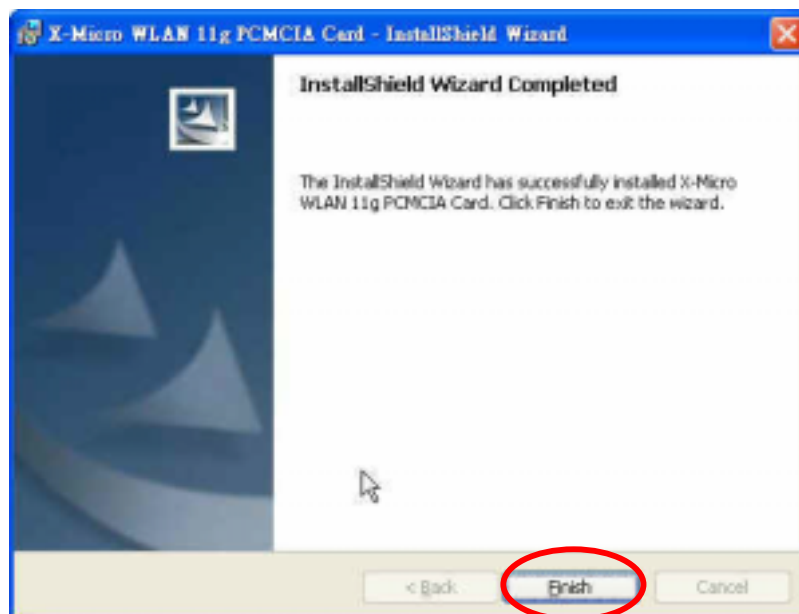 X-Micro WLAN 11g PCMCIA Card - InstallShield Wizard
InstallShield Wizard Completed
The InstallShield Wizard has successfully installed X-Micro
WLAN 11g PCMCIA Card. Click Finish to exit the wizard.
< Back Finish Cancel